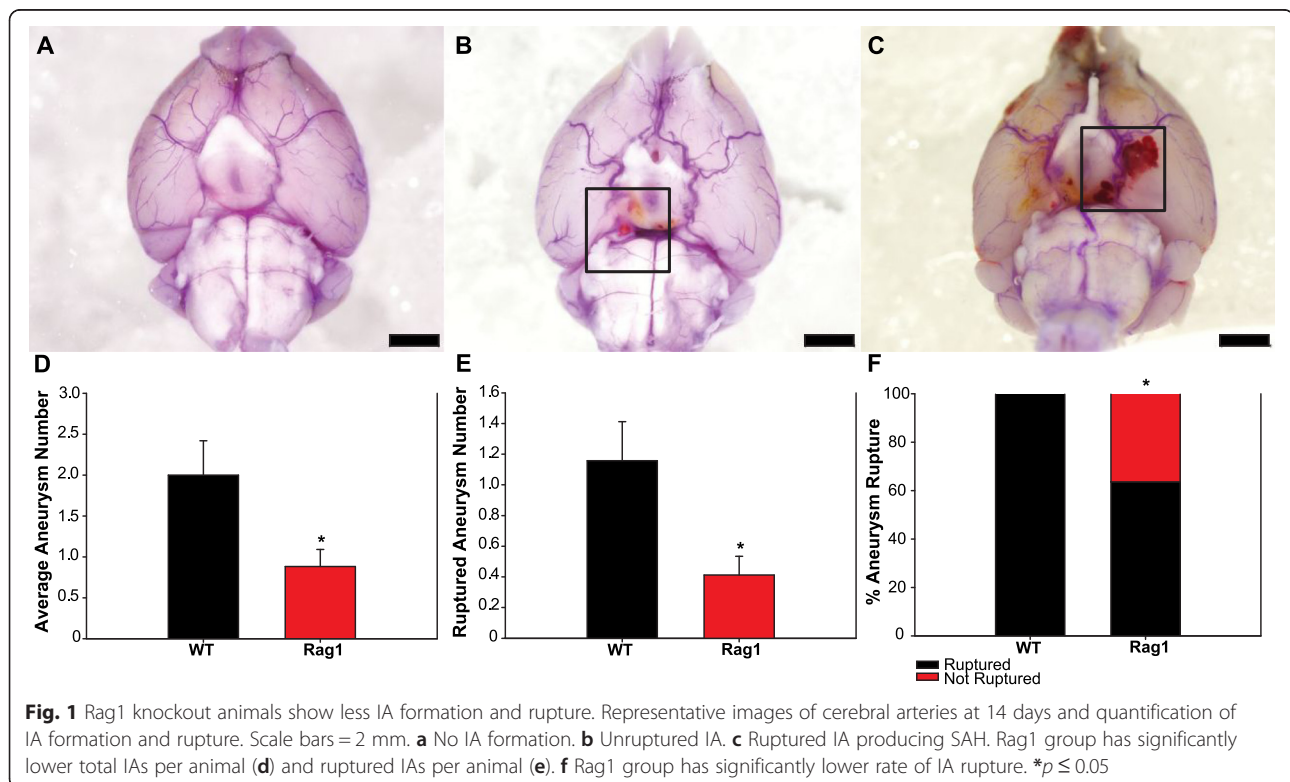 A
B
C
D
E
F
Average Aneurysm Number
3.0
2.5
2.0
1.5
1.0
0.5
0
*
WT
Rag1
Ruptured Aneurysm Number
1.6
1.4
1.2
1.0
0.8
0.6
0.4
0.2
0
*
WT
Rag1
% Aneurysm Rupture
100
80
60
40
20
0
*
WT
Rag1
Ruptured
Not Ruptured
Fig. 1 Rag1 knockout animals show less IA formation and rupture. Representative images of cerebral arteries at 14 days and quantification of
IA formation and rupture. Scale bars = 2 mm. a No IA formation. b Unruptured IA. c Ruptured IA producing SAH. Rag1 group has significantly
lower total IAs per animal (d) and ruptured IAs per animal (e). f Rag1 group has significantly lower rate of IA rupture. *p ≤ 0.05